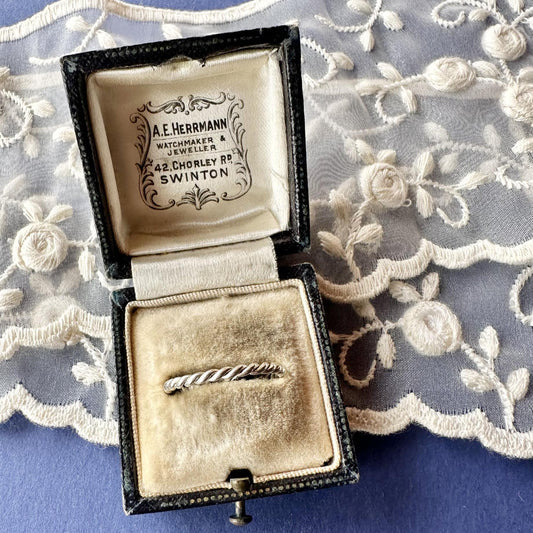 A.E.HERRMANN
WATCHMAKER &
JEWELLER
42, CHORLEY RD.
SWINTON